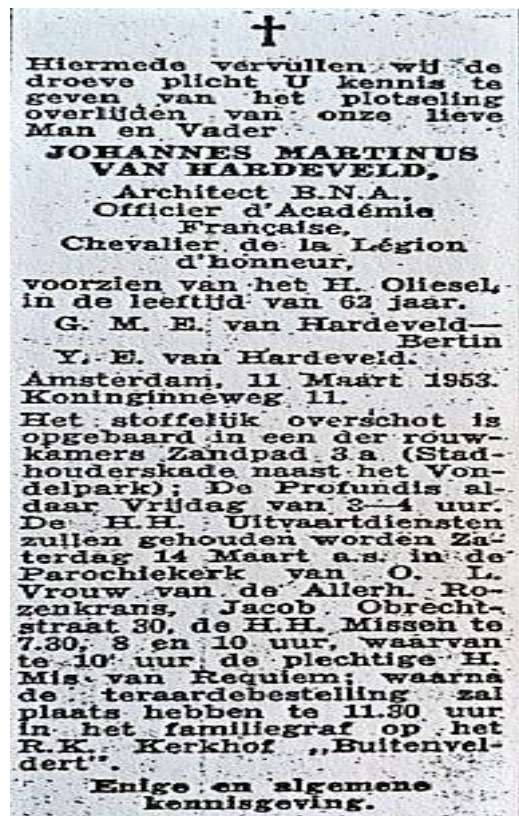 Hiermede vervullen wij de
droeve plicht U kennis te
geven van het plotseling
overlijden van onze lieve
Man en Vader
JOHANNES MARTINUS
VAN HARDEVELD,
Architect B.N.A.,
Officier d'Académie
Française,
Chevalier de la Légion
d'honneur,
voorzien van het H. Oliesel,
in de leeftijd van 62 jaar.
G. M. E. van Hardeveld—
Bertin
Y. E. van Hardeveld.
Amsterdam, 11 Maart 1953.
Koninginneweg 11.
Het stoffelijk overschot is
opgebaard in een der rouw-
kamers Zandpad 3a (Stad-
houderskade naast het Von-
delpark); De Profundis al-
daar Vrijdag van 3—4 uur.
De H.H. Uitvaartdiensten
zullen gehouden worden Za-
terdag 14 Maart a.s. in de
Parochiekerk van O. L.
Vrouw van de Allerh. Ro-
zenkrans, Jacob Obrecht-
straat 30, de H.H. Missen te
7.30, 8 en 10 uur, waarvan
te 10 uur de plechtige H.
Mis van Requiem; waarna
de teraardebestelling zal
plaats hebben te 11.30 uur
in het familiegraf op het
R.K. Kerkhof „Buitenvel-
dert".
Enige en algemene
kennisgeving.